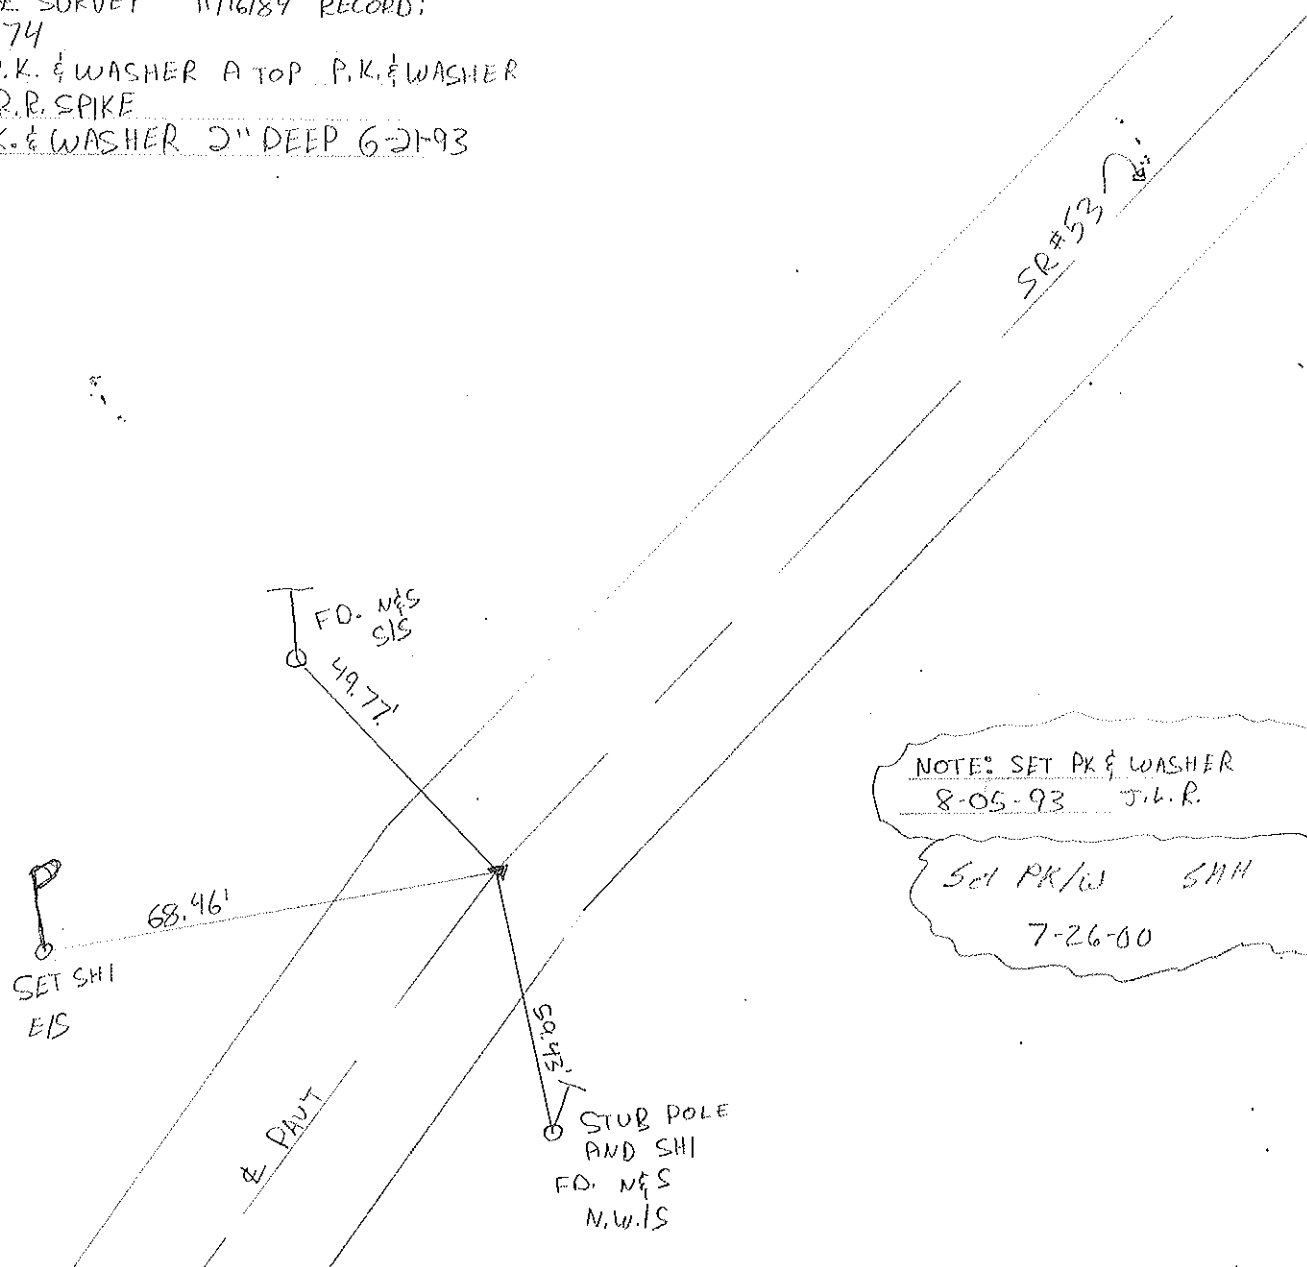 SURVEY 11/16/89 RECORD:
74
P.K. & WASHER A TOP P.K. & WASHER
R.R. SPIKE
K. & WASHER 2" DEEP 6-21-93
SR #53
FD. N&S
S/S
49.77'
NOTE: SET PK & WASHER
8-05-93 J.L.R.
68.46'
SET SHI
E/S
Set PK/W SMH
7-26-00
59.43'
℄ PAVT
STUB POLE
AND SHI
FD. N&S
N.W./S